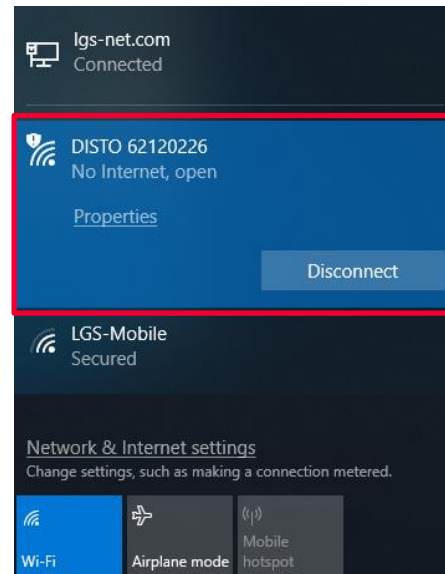 lgs-net.com
Connected
DISTO 62120226
No Internet, open
Properties
Disconnect
LGS-Mobile
Secured
Network & Internet settings
Change settings, such as making a connection metered.
Wi-Fi
Airplane mode
Mobile
hotspot